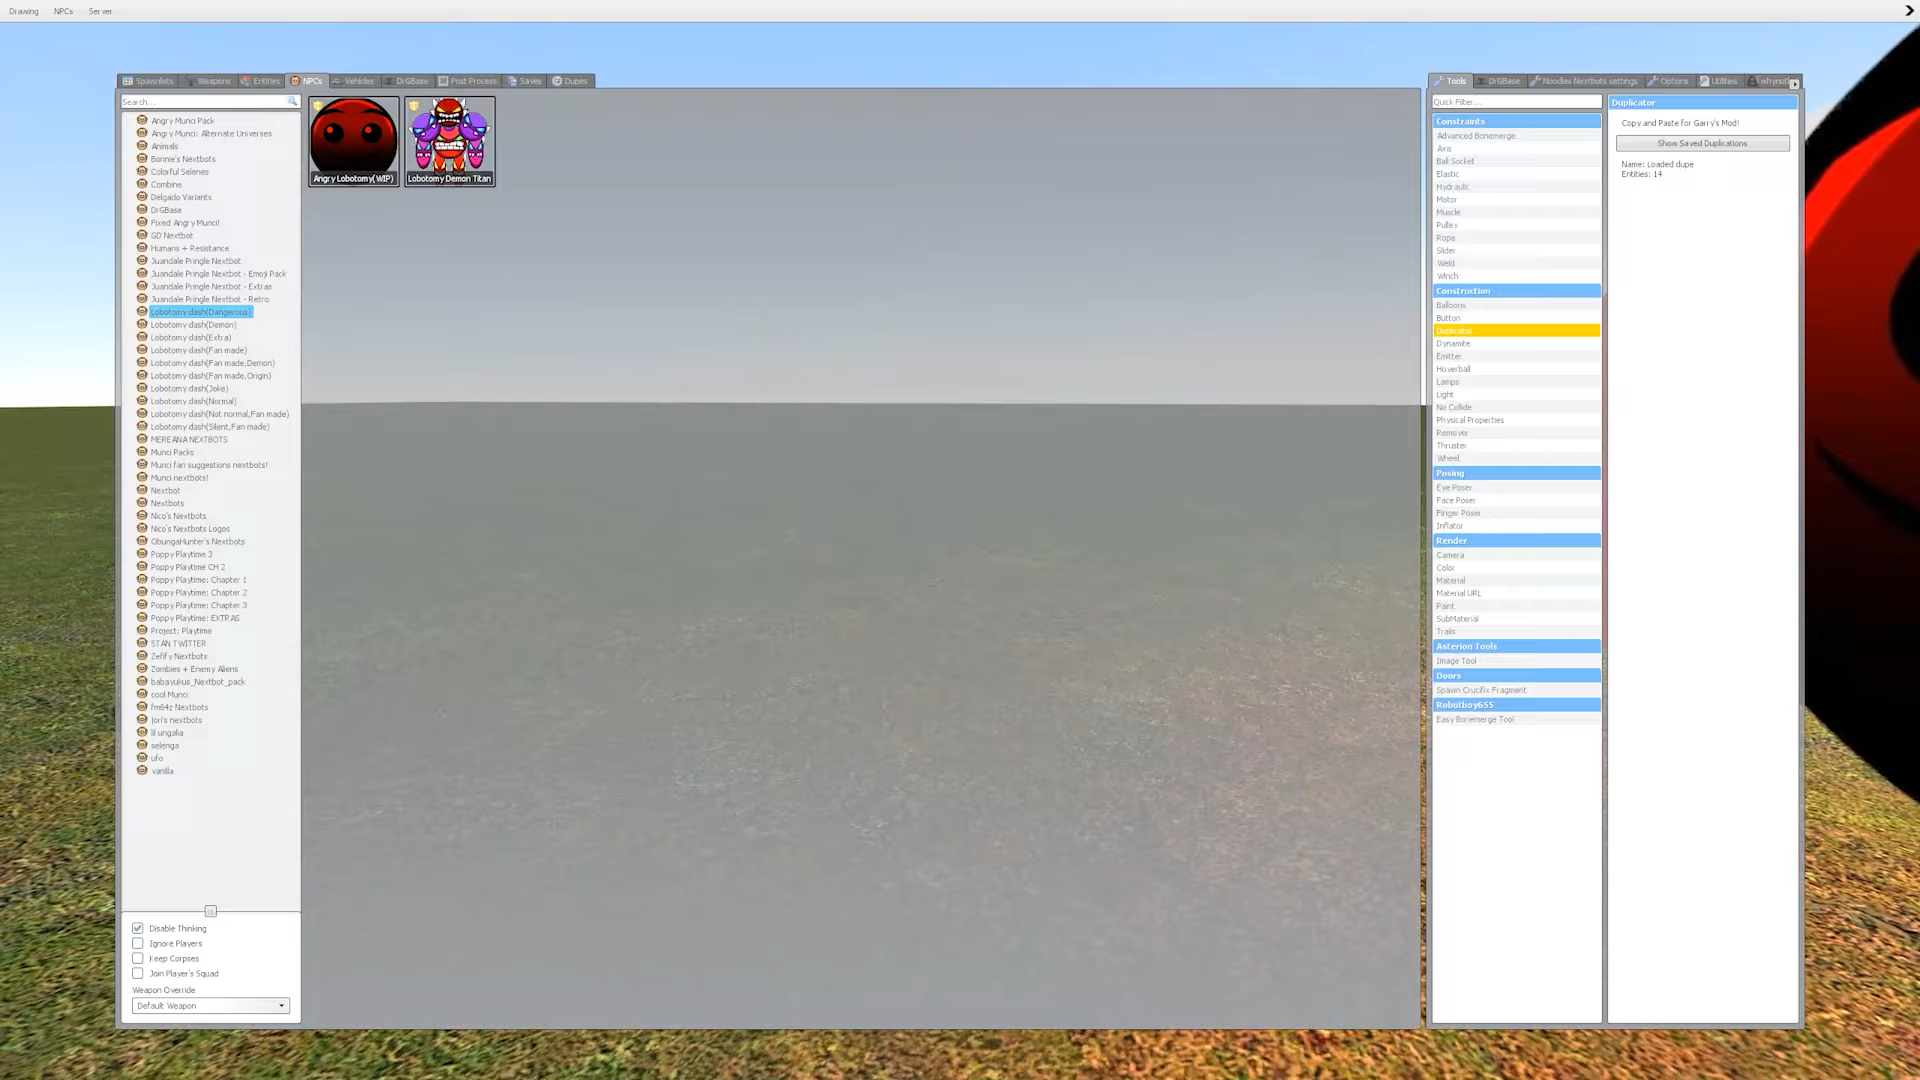 Drawing NPCs Server
Spawnlists Weapons Entities NPCs Vehicles DrGBase Post Process Saves Dupes
Search...
Angry Munci Pack
Angry Munci: Alternate Universes
Animals
Bonnie's Nextbots
Colorful Selenes
Combine
Delgado Variants
DrGBase
Fixed Angry Munci!
GD Nextbot
Humans + Resistance
Juandale Pringle Nextbot
Juandale Pringle Nextbot - Emoji Pack
Juandale Pringle Nextbot - Extras
Juandale Pringle Nextbot - Retro
Lobotomy dash(Dangerous)
Lobotomy dash(Demon)
Lobotomy dash(Extra)
Lobotomy dash(Fan made)
Lobotomy dash(Fan made,Demon)
Lobotomy dash(Fan made,Origin)
Lobotomy dash(Joke)
Lobotomy dash(Normal)
Lobotomy dash(Not normal,Fan made)
Lobotomy dash(Silent,Fan made)
MEREANA NEXTBOTS
Munci Packs
Munci fan suggestions nextbots!
Munci nextbots!
Nextbot
Nextbots
Nico's Nextbots
Nico's Nextbots Logos
ObungaHunter's Nextbots
Poppy Playtime 3
Poppy Playtime CH 2
Poppy Playtime: Chapter 1
Poppy Playtime: Chapter 2
Poppy Playtime: Chapter 3
Poppy Playtime: EXTRAS
Project: Playtime
STAN TWITTER
Zefify Nextbots
Zombies + Enemy Aliens
babayukus_Nextbot_pack
cool Munci
fm64z Nextbots
jori's nextbots
lil ungalia
selenga
ufo
vanilla
Disable Thinking
Ignore Players
Keep Corpses
Join Player's Squad
Weapon Override
Default Weapon
Angry Lobotomy(WIP)
Lobotomy Demon Titan
Tools DrGBase Noodles Nextbots settings Options Utilities whynot
Quick Filter...
Constraints
Advanced Bonemerge
Axis
Ball Socket
Elastic
Hydraulic
Motor
Muscle
Pulley
Rope
Slider
Weld
Winch
Construction
Balloons
Button
Duplicator
Dynamite
Emitter
Hoverball
Lamps
Light
No Collide
Physical Properties
Remover
Thruster
Wheel
Posing
Eye Poser
Face Poser
Finger Poser
Inflator
Render
Camera
Color
Material
Material URL
Paint
SubMaterial
Trails
Asterion Tools
Image Tool
Doors
Spawn Crucifix Fragment
Robotboy655
Easy Bonemerge Tool
Duplicator
Copy and Paste for Garry's Mod!
Show Saved Duplications
Name: Loaded dupe
Entities: 14